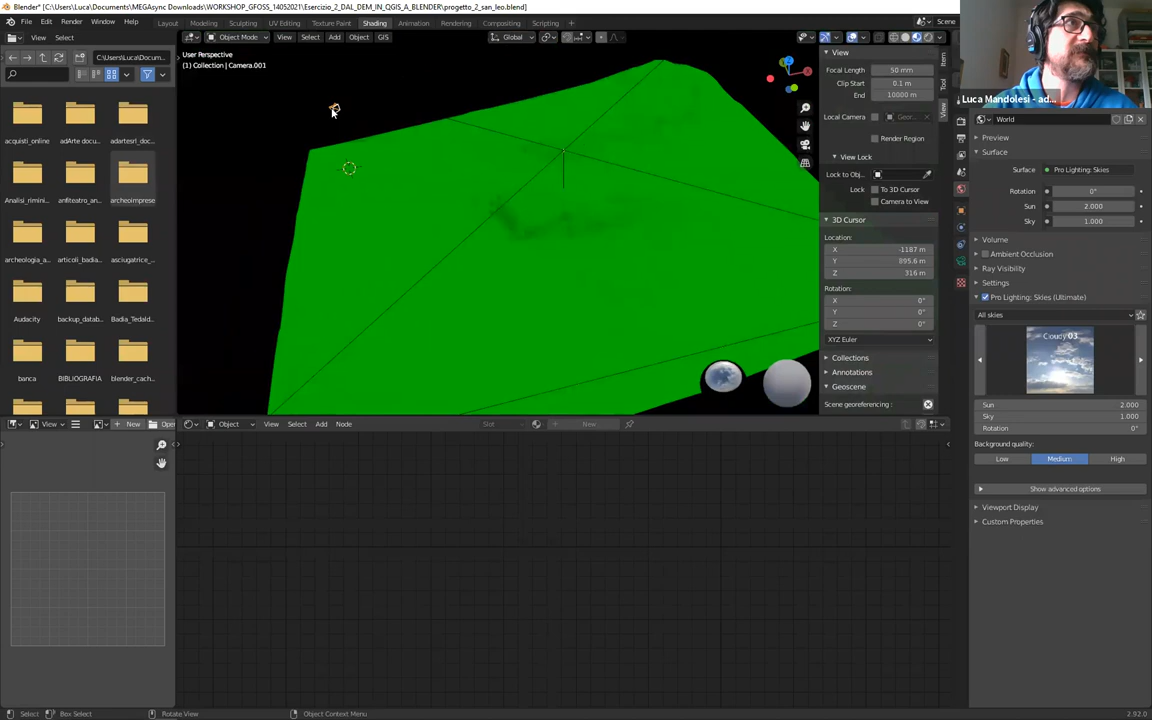 Blender* [C:\Users\Luca\Documents\MEGAsync Downloads\WORKSHOP_GFOSS_14052021\Esercizio_2_DAL_DEM_IN_QGIS_A_BLENDER\progetto_2_san_leo.blend]
File Edit Render Window Help Layout Modeling Sculpting UV Editing Texture Paint Shading Animation Rendering Compositing Scripting Scene
Object Mode View Select Add Object GIS Global
View Select
C:\Users\Luca\Docum...
User Perspective
(1) Collection | Camera.001
acquisti_online adArte docu... adartesrl_doc...
Analisi_rimini... anfiteatro_an... archeoimprese
archeologia_a... articoli_badia... asciugatrice_...
Audacity backup_datab... Badia_Tedald...
banca BIBLIOGRAFIA blender_cach...
View
Focal Length 50 mm
Clip Start 0.1 m
End 10000 m
Local Camera Geor...
Render Region
View Lock
Lock to Obj...
Lock To 3D Cursor
Camera to View
3D Cursor
Location:
X -1187 m
Y 895.6 m
Z 316 m
Rotation:
X 0°
Y 0°
Z 0°
XYZ Euler
Collections
Annotations
Geoscene
Scene georeferencing :
Item
Tool
View
Luca Mandolesi - ad...
World
Preview
Surface
Surface Pro Lighting: Skies
Rotation 0°
Sun 2.000
Sky 1.000
Volume
Ambient Occlusion
Ray Visibility
Settings
Pro Lighting: Skies (Ultimate)
All skies
Cloudy 03
Sun 2.000
Sky 1.000
Rotation 0°
Background quality:
Low Medium High
Show advanced options
Viewport Display
Custom Properties
View New Open
Object View Select Add Node Slot New
Select Box Select Rotate View Object Context Menu 2.92.0